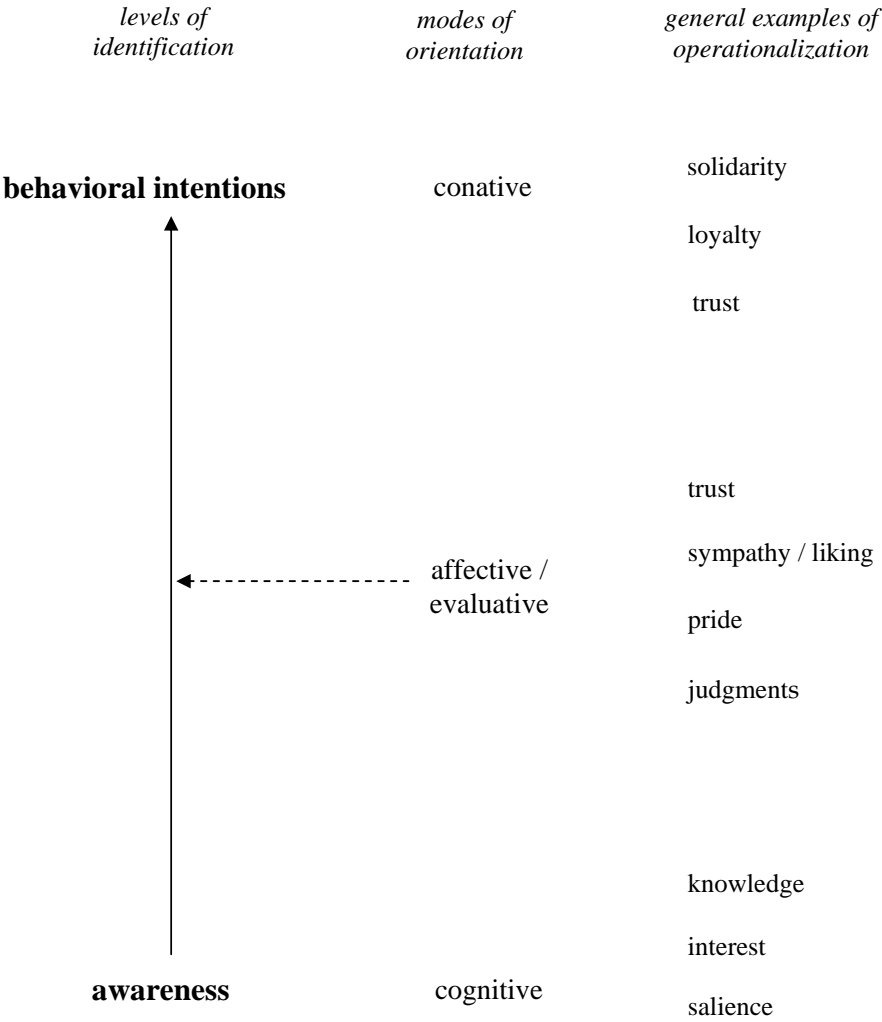 levels of
identification
modes of
orientation
general examples of
operationalization
behavioral intentions
conative
solidarity
loyalty
trust
affective /
evaluative
trust
sympathy / liking
pride
judgments
awareness
cognitive
knowledge
interest
salience